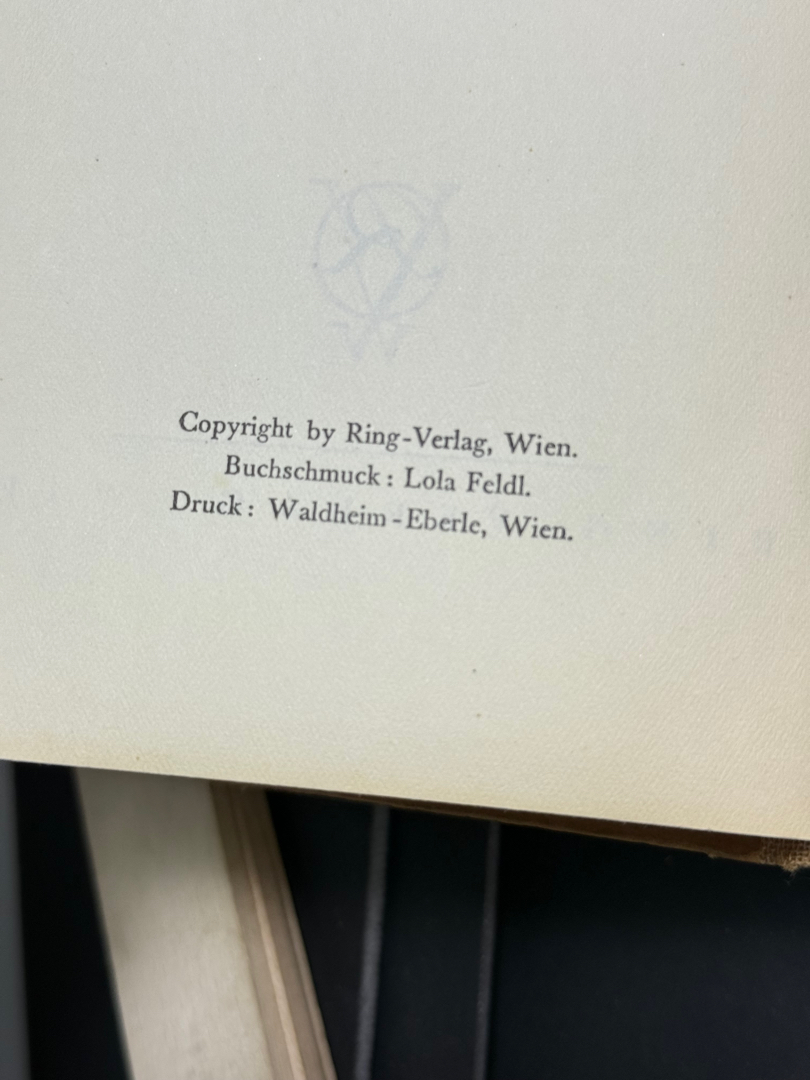 Copyright by Ring-Verlag, Wien.
Buchschmuck: Lola Feldl.
Druck: Waldheim-Eberle, Wien.